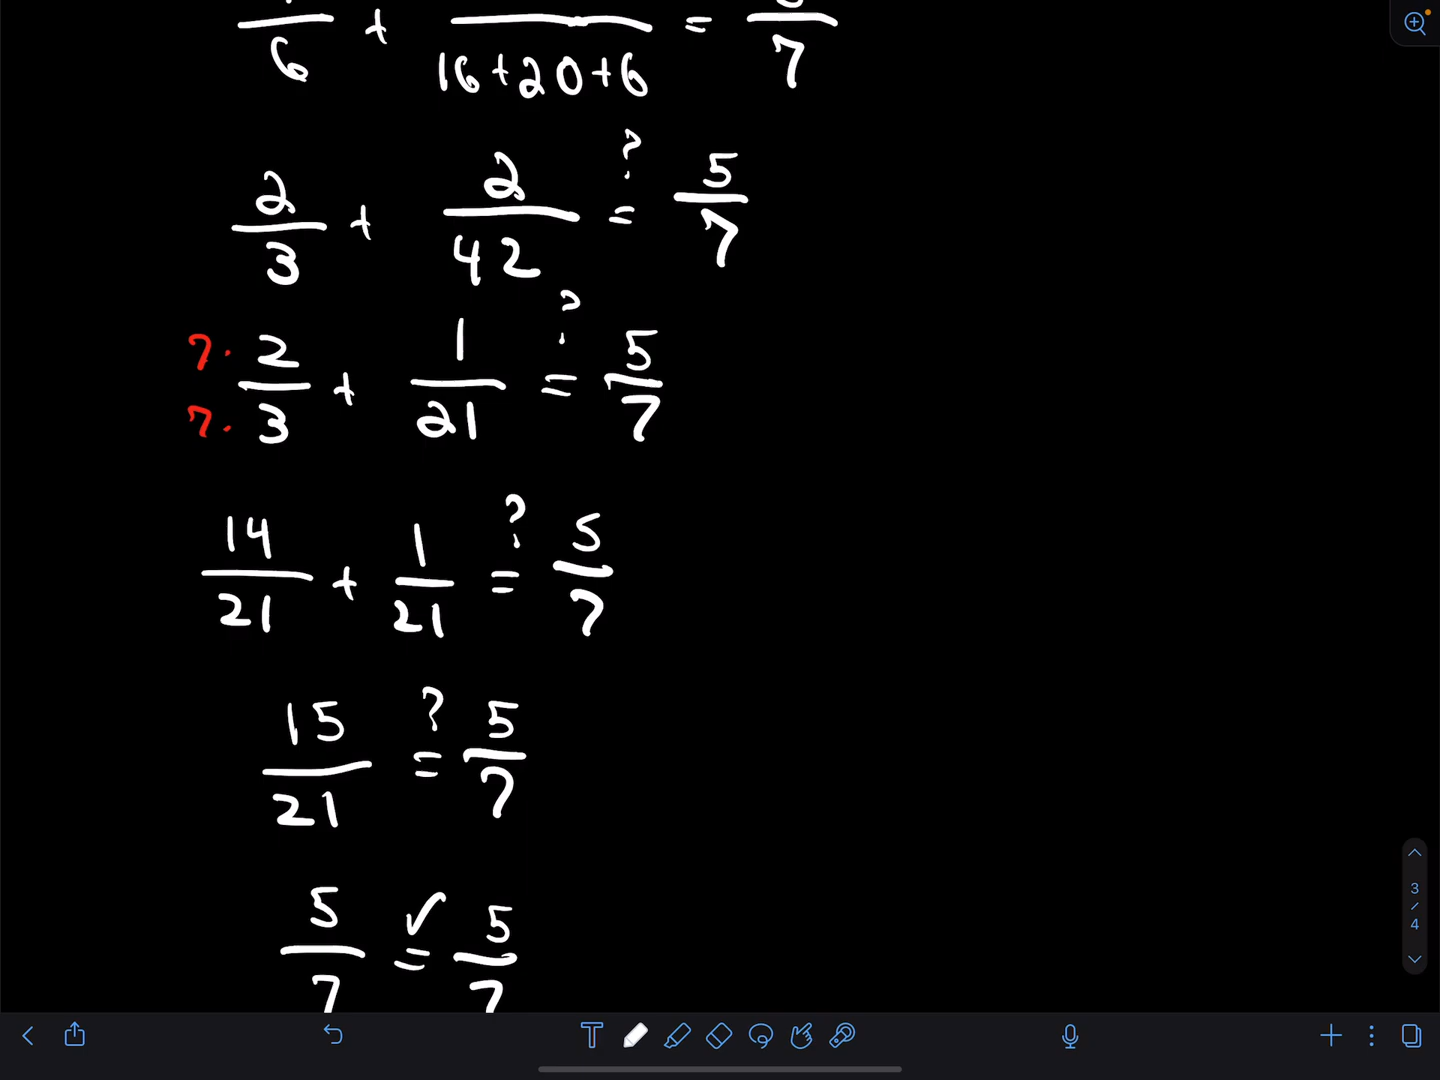 /6 + /16+20+6 = /7
2/3 + 2/42 ?= 5/7
7· 2/7· 3 + 1/21 ?= 5/7
14/21 + 1/21 ?= 5/7
15/21 ?= 5/7
5/7 ✓= 5/7
3
/
4
T